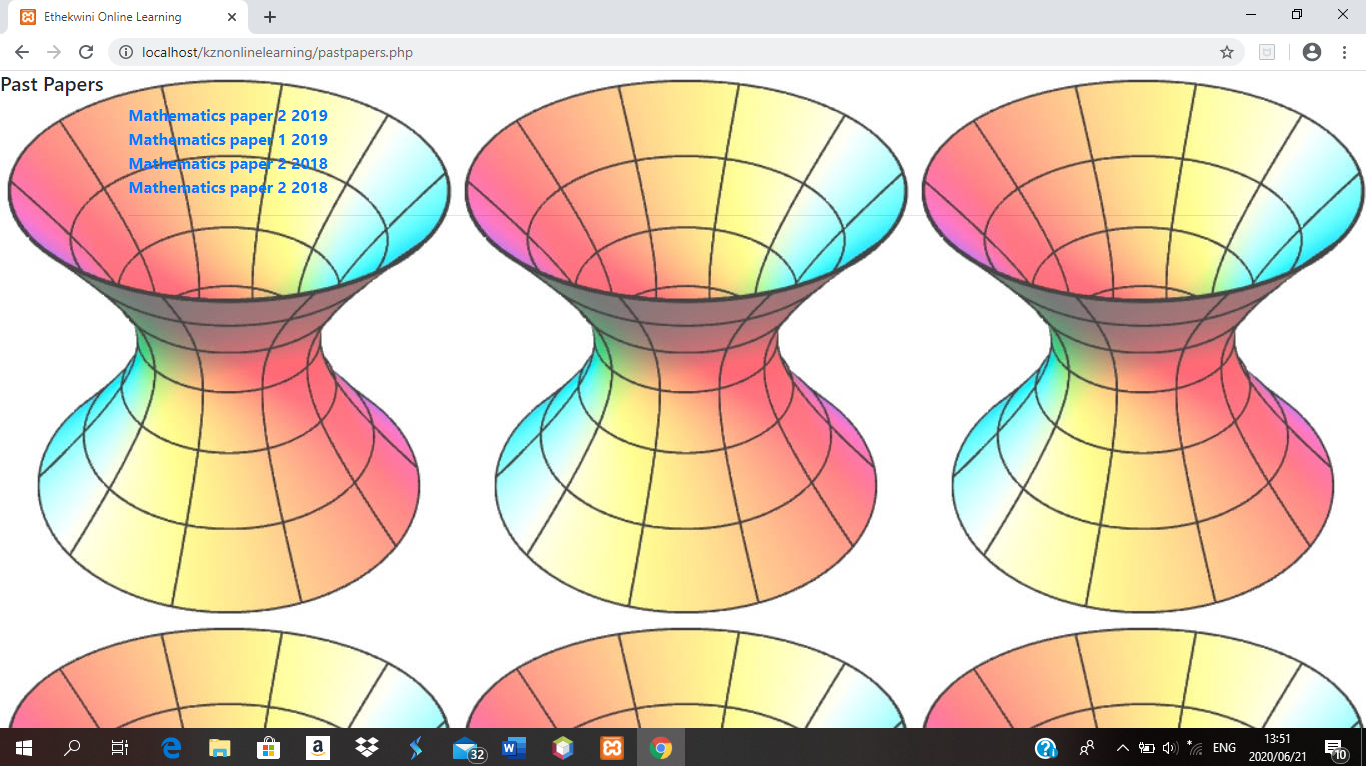 Ethekwini Online Learning
localhost/kznonlinelearning/pastpapers.php
Past Papers
Mathematics paper 2 2019
Mathematics paper 1 2019
Mathematics paper 2 2018
Mathematics paper 2 2018
32
ENG
13:51
2020/06/21
10